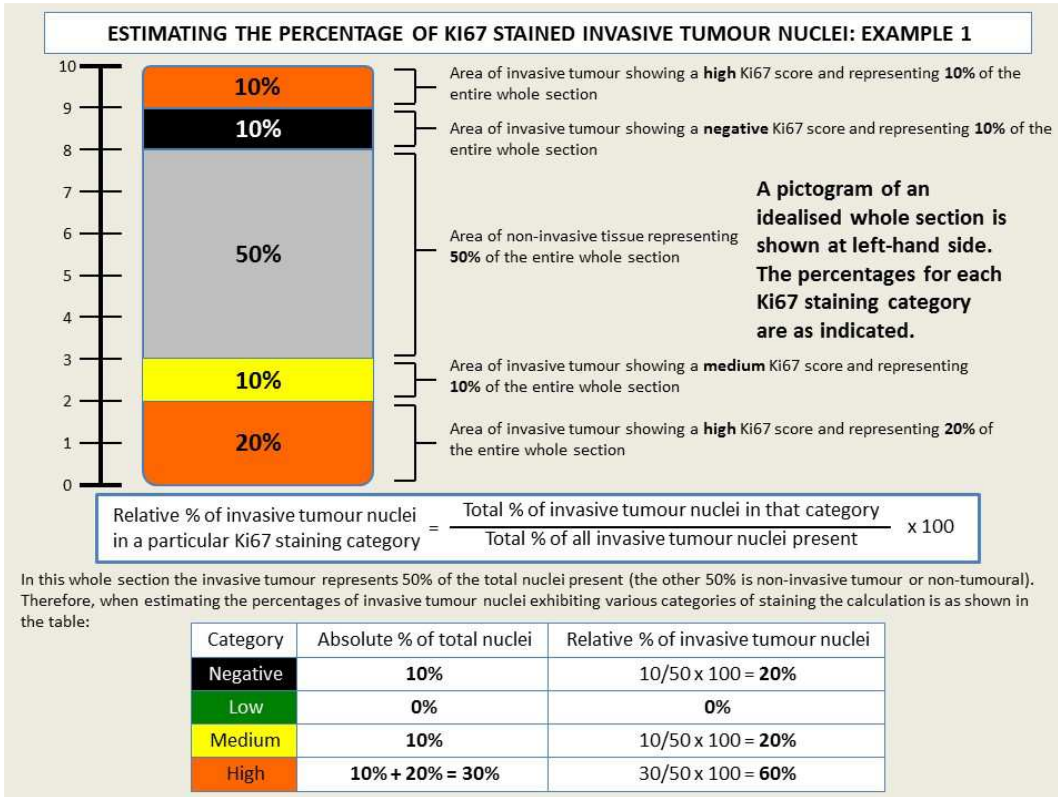 ESTIMATING THE PERCENTAGE OF KI67 STAINED INVASIVE TUMOUR NUCLEI: EXAMPLE 1
10
9
8
7
6
5
4
3
2
1
0
10%
10%
50%
10%
20%
Area of invasive tumour showing a high Ki67 score and representing 10% of the
entire whole section
Area of invasive tumour showing a negative Ki67 score and representing 10% of the
entire whole section
Area of non-invasive tissue representing
50% of the entire whole section
A pictogram of an
idealised whole section is
shown at left-hand side.
The percentages for each
Ki67 staining category
are as indicated.
Area of invasive tumour showing a medium Ki67 score and representing
10% of the entire whole section
Area of invasive tumour showing a high Ki67 score and representing 20% of
the entire whole section
Relative % of invasive tumour nuclei
in a particular Ki67 staining category
=
Total % of invasive tumour nuclei in that category
Total % of all invasive tumour nuclei present
x 100
In this whole section the invasive tumour represents 50% of the total nuclei present (the other 50% is non-invasive tumour or non-tumoural).
Therefore, when estimating the percentages of invasive tumour nuclei exhibiting various categories of staining the calculation is as shown in
the table:
Category Absolute % of total nuclei Relative % of invasive tumour nuclei
Negative 10% 10/50 x 100 = 20%
Low 0% 0%
Medium 10% 10/50 x 100 = 20%
High 10% + 20% = 30% 30/50 x 100 = 60%